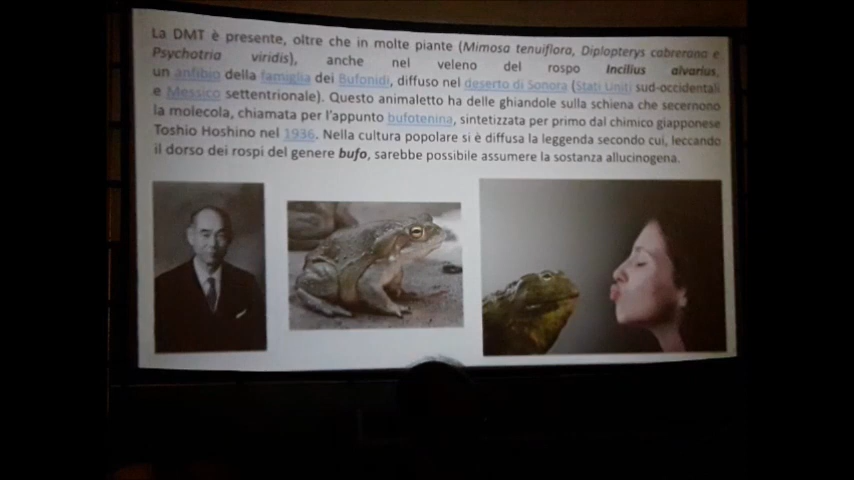 La DMT è presente, oltre che in molte piante (Mimosa tenuiflora, Diplopterys cabrerana e
Psychotria viridis), anche nel veleno del rospo Incilius alvarius,
un anfibio della famiglia dei Bufonidi, diffuso nel deserto di Sonora (Stati Uniti sud-occidentali
e Messico settentrionale). Questo animaletto ha delle ghiandole sulla schiena che secernono
la molecola, chiamata per l'appunto bufotenina, sintetizzata per primo dal chimico giapponese
Toshio Hoshino nel 1936. Nella cultura popolare si è diffusa la leggenda secondo cui, leccando
il dorso dei rospi del genere bufo, sarebbe possibile assumere la sostanza allucinogena.